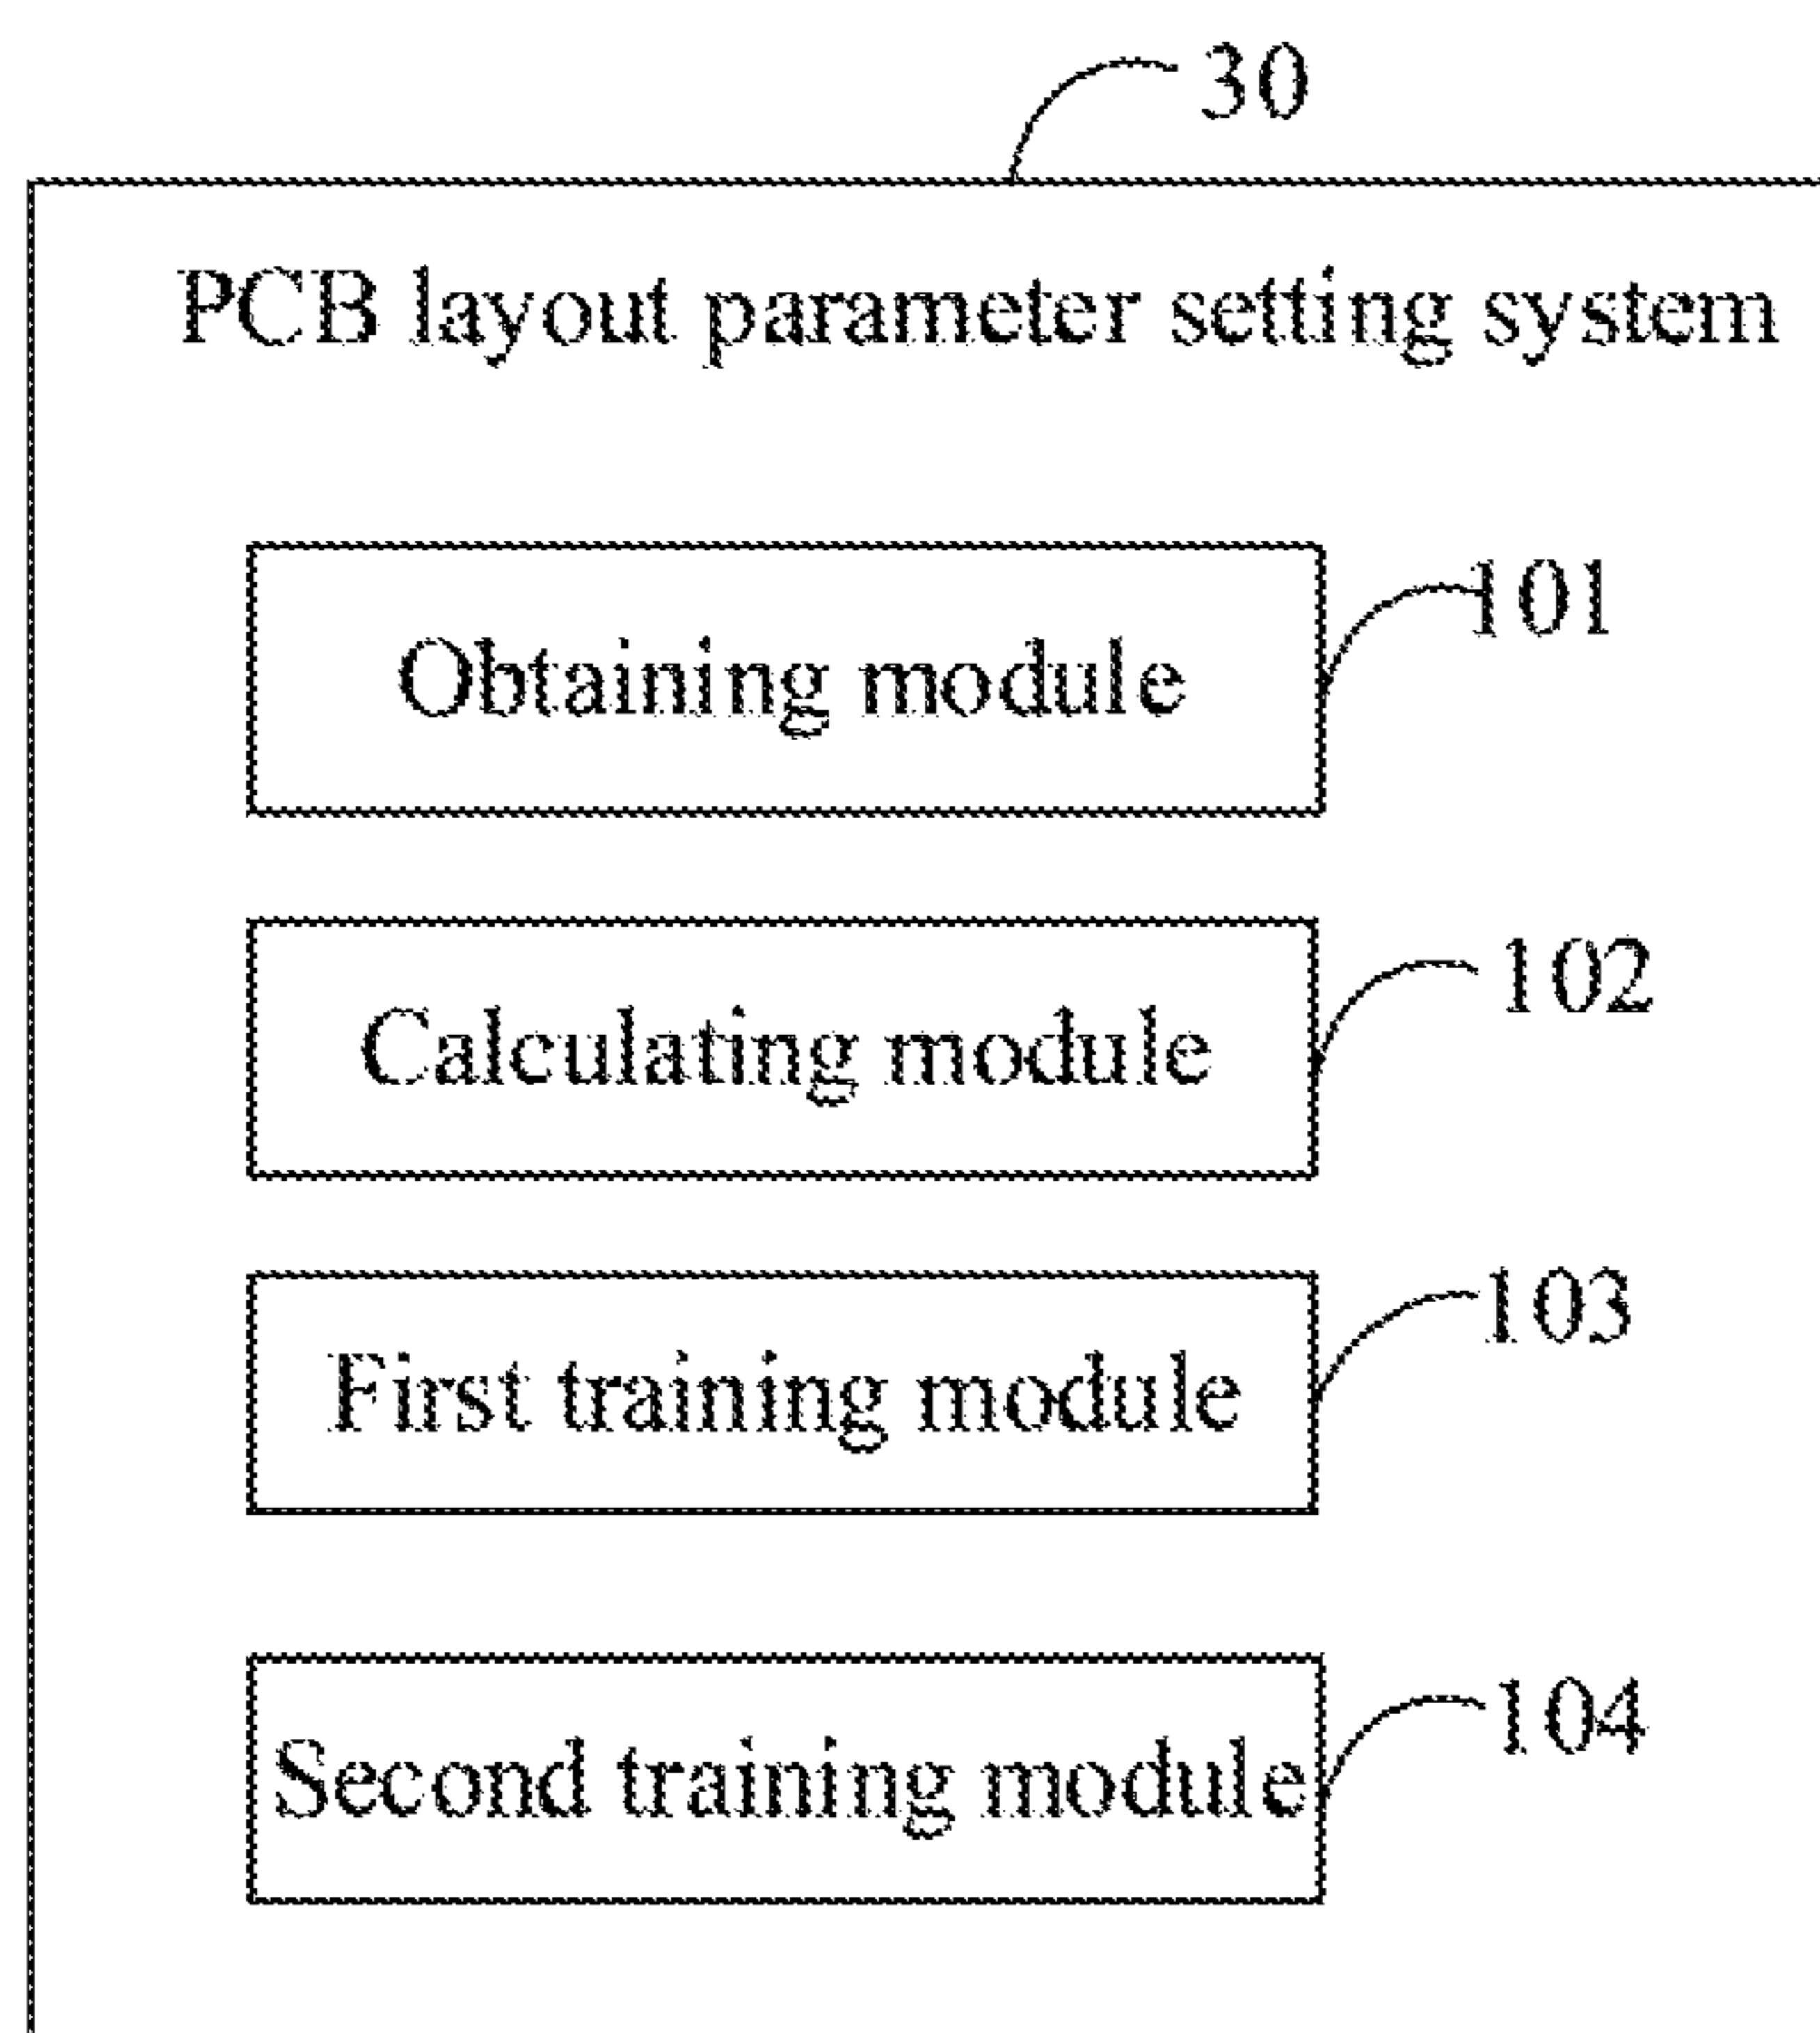 30
PCB layout parameter setting system
101
Obtaining module
102
Calculating module
103
First training module
104
Second training module